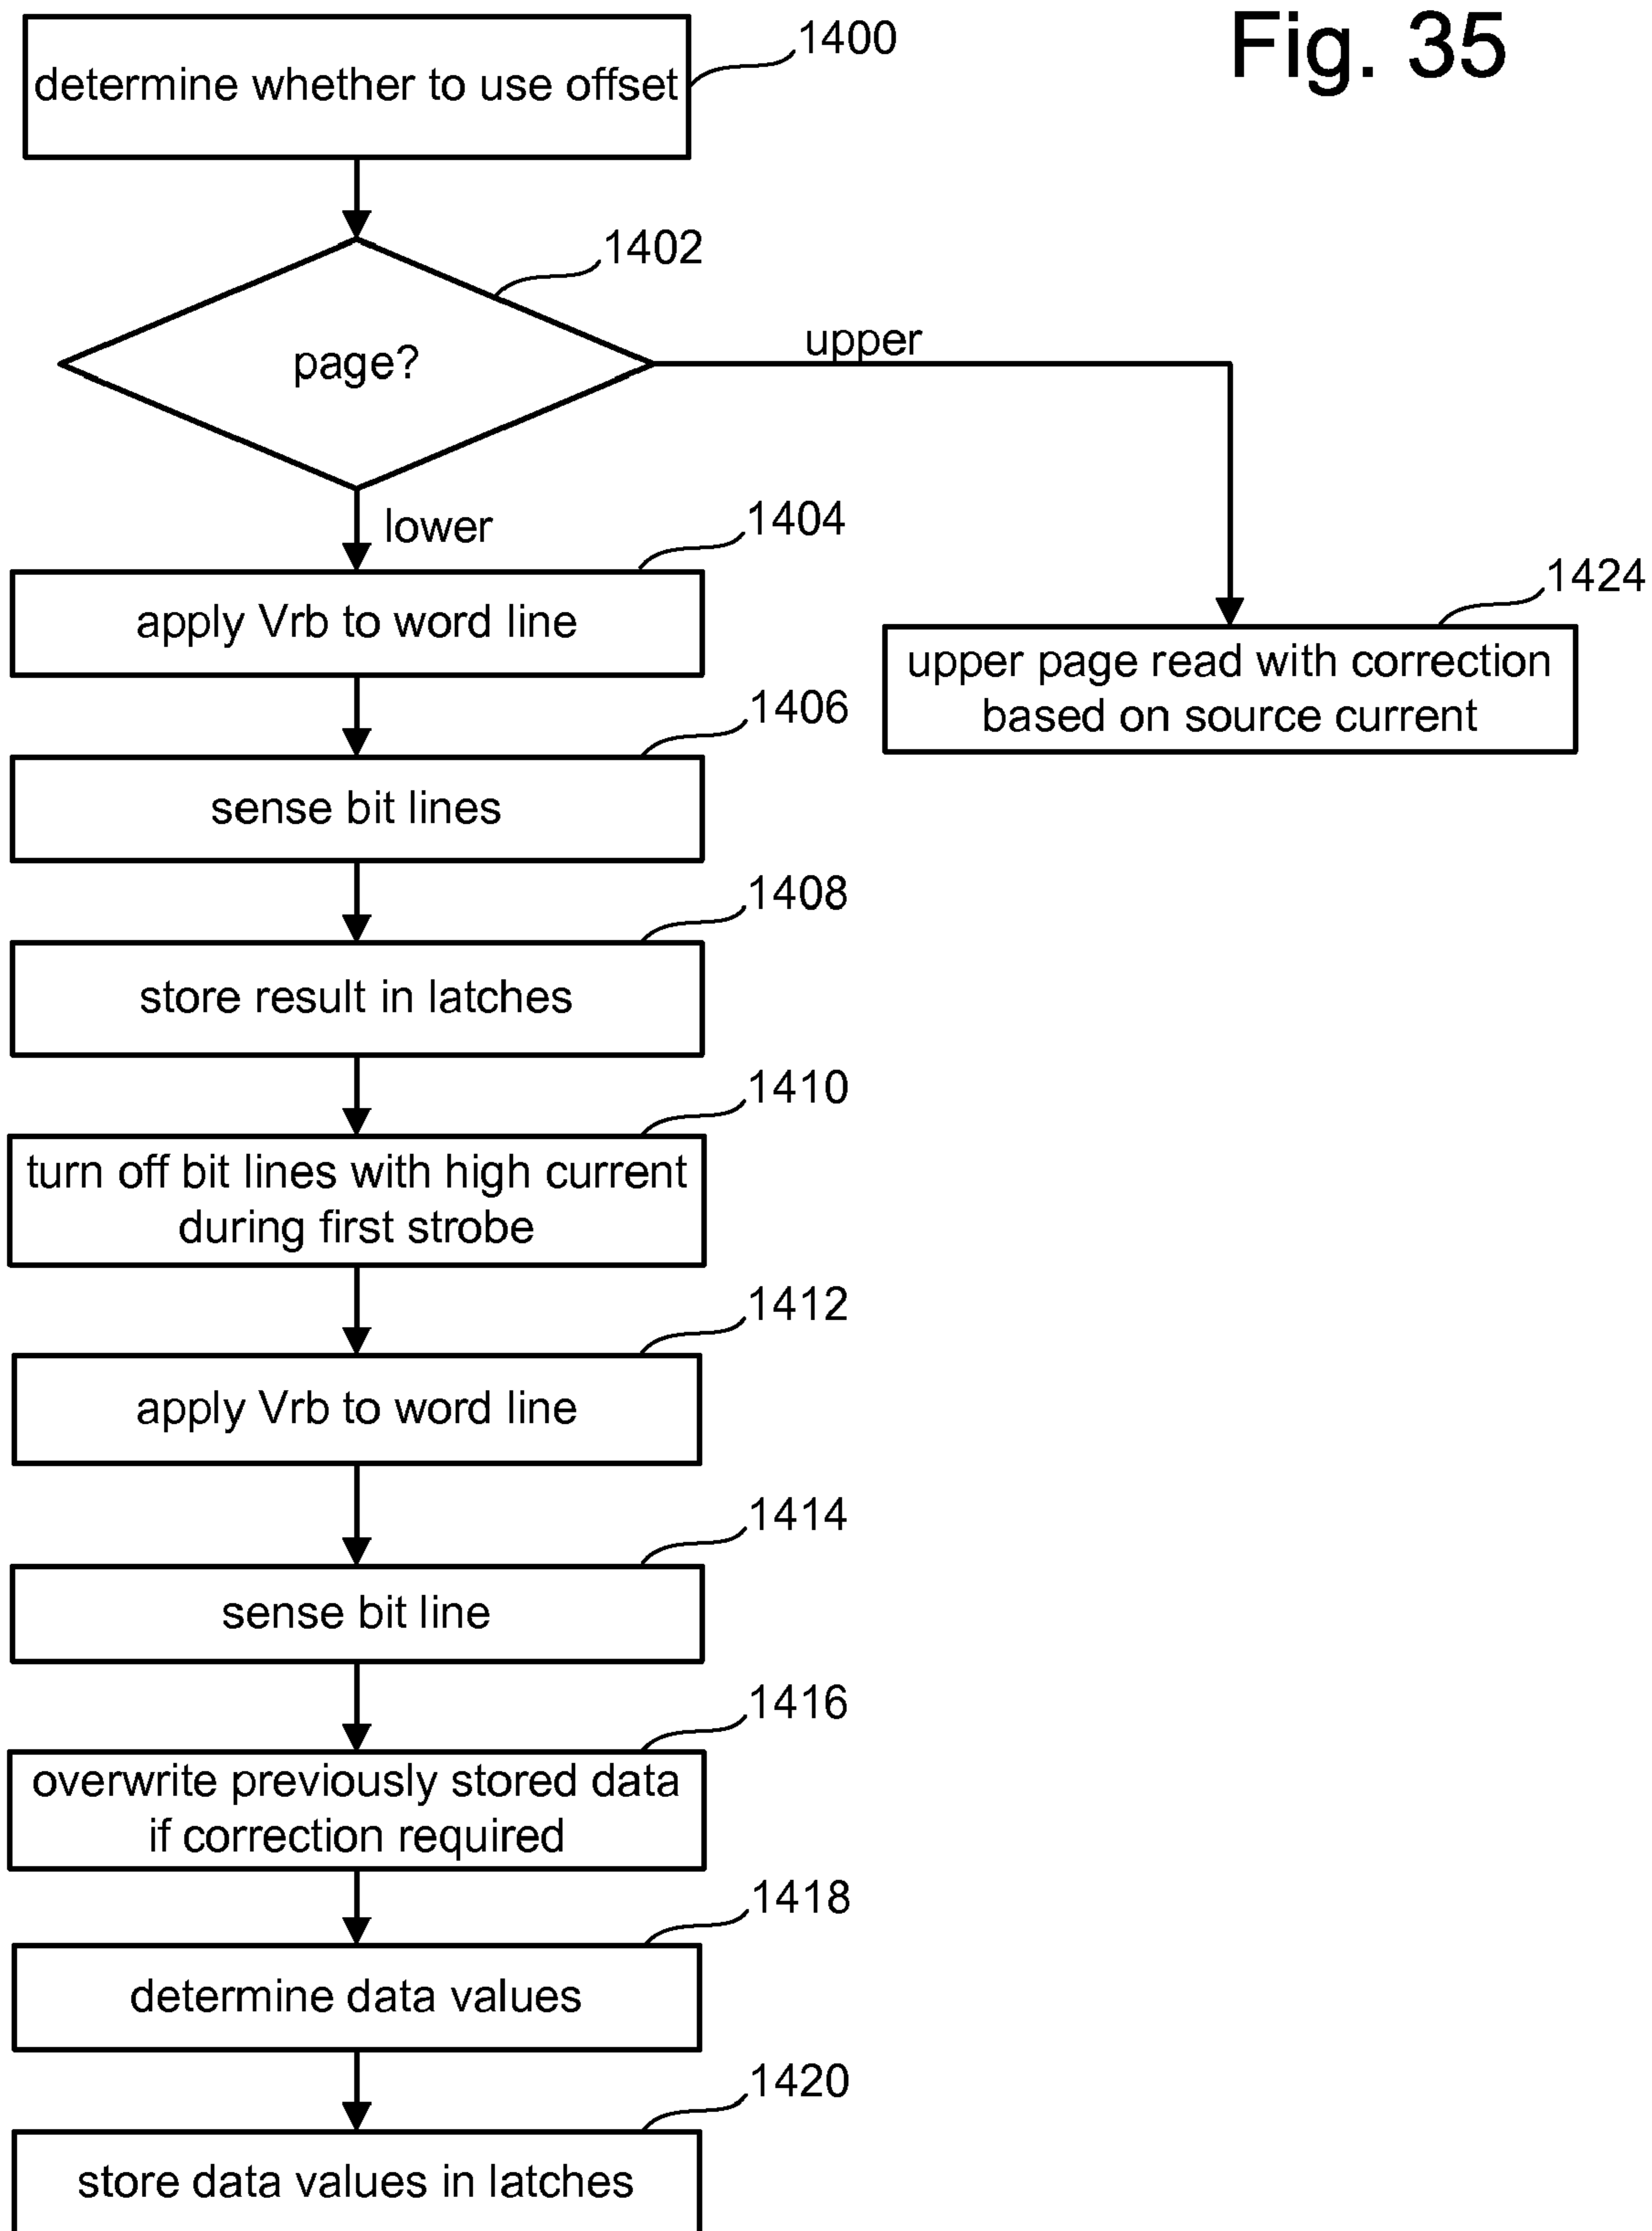 Fig. 35
1400
determine whether to use offset
1402
page?
upper
lower
1404
apply Vrb to word line
1424
upper page read with correction
based on source current
1406
sense bit lines
1408
store result in latches
1410
turn off bit lines with high current
during first strobe
1412
apply Vrb to word line
1414
sense bit line
1416
overwrite previously stored data
if correction required
1418
determine data values
1420
store data values in latches